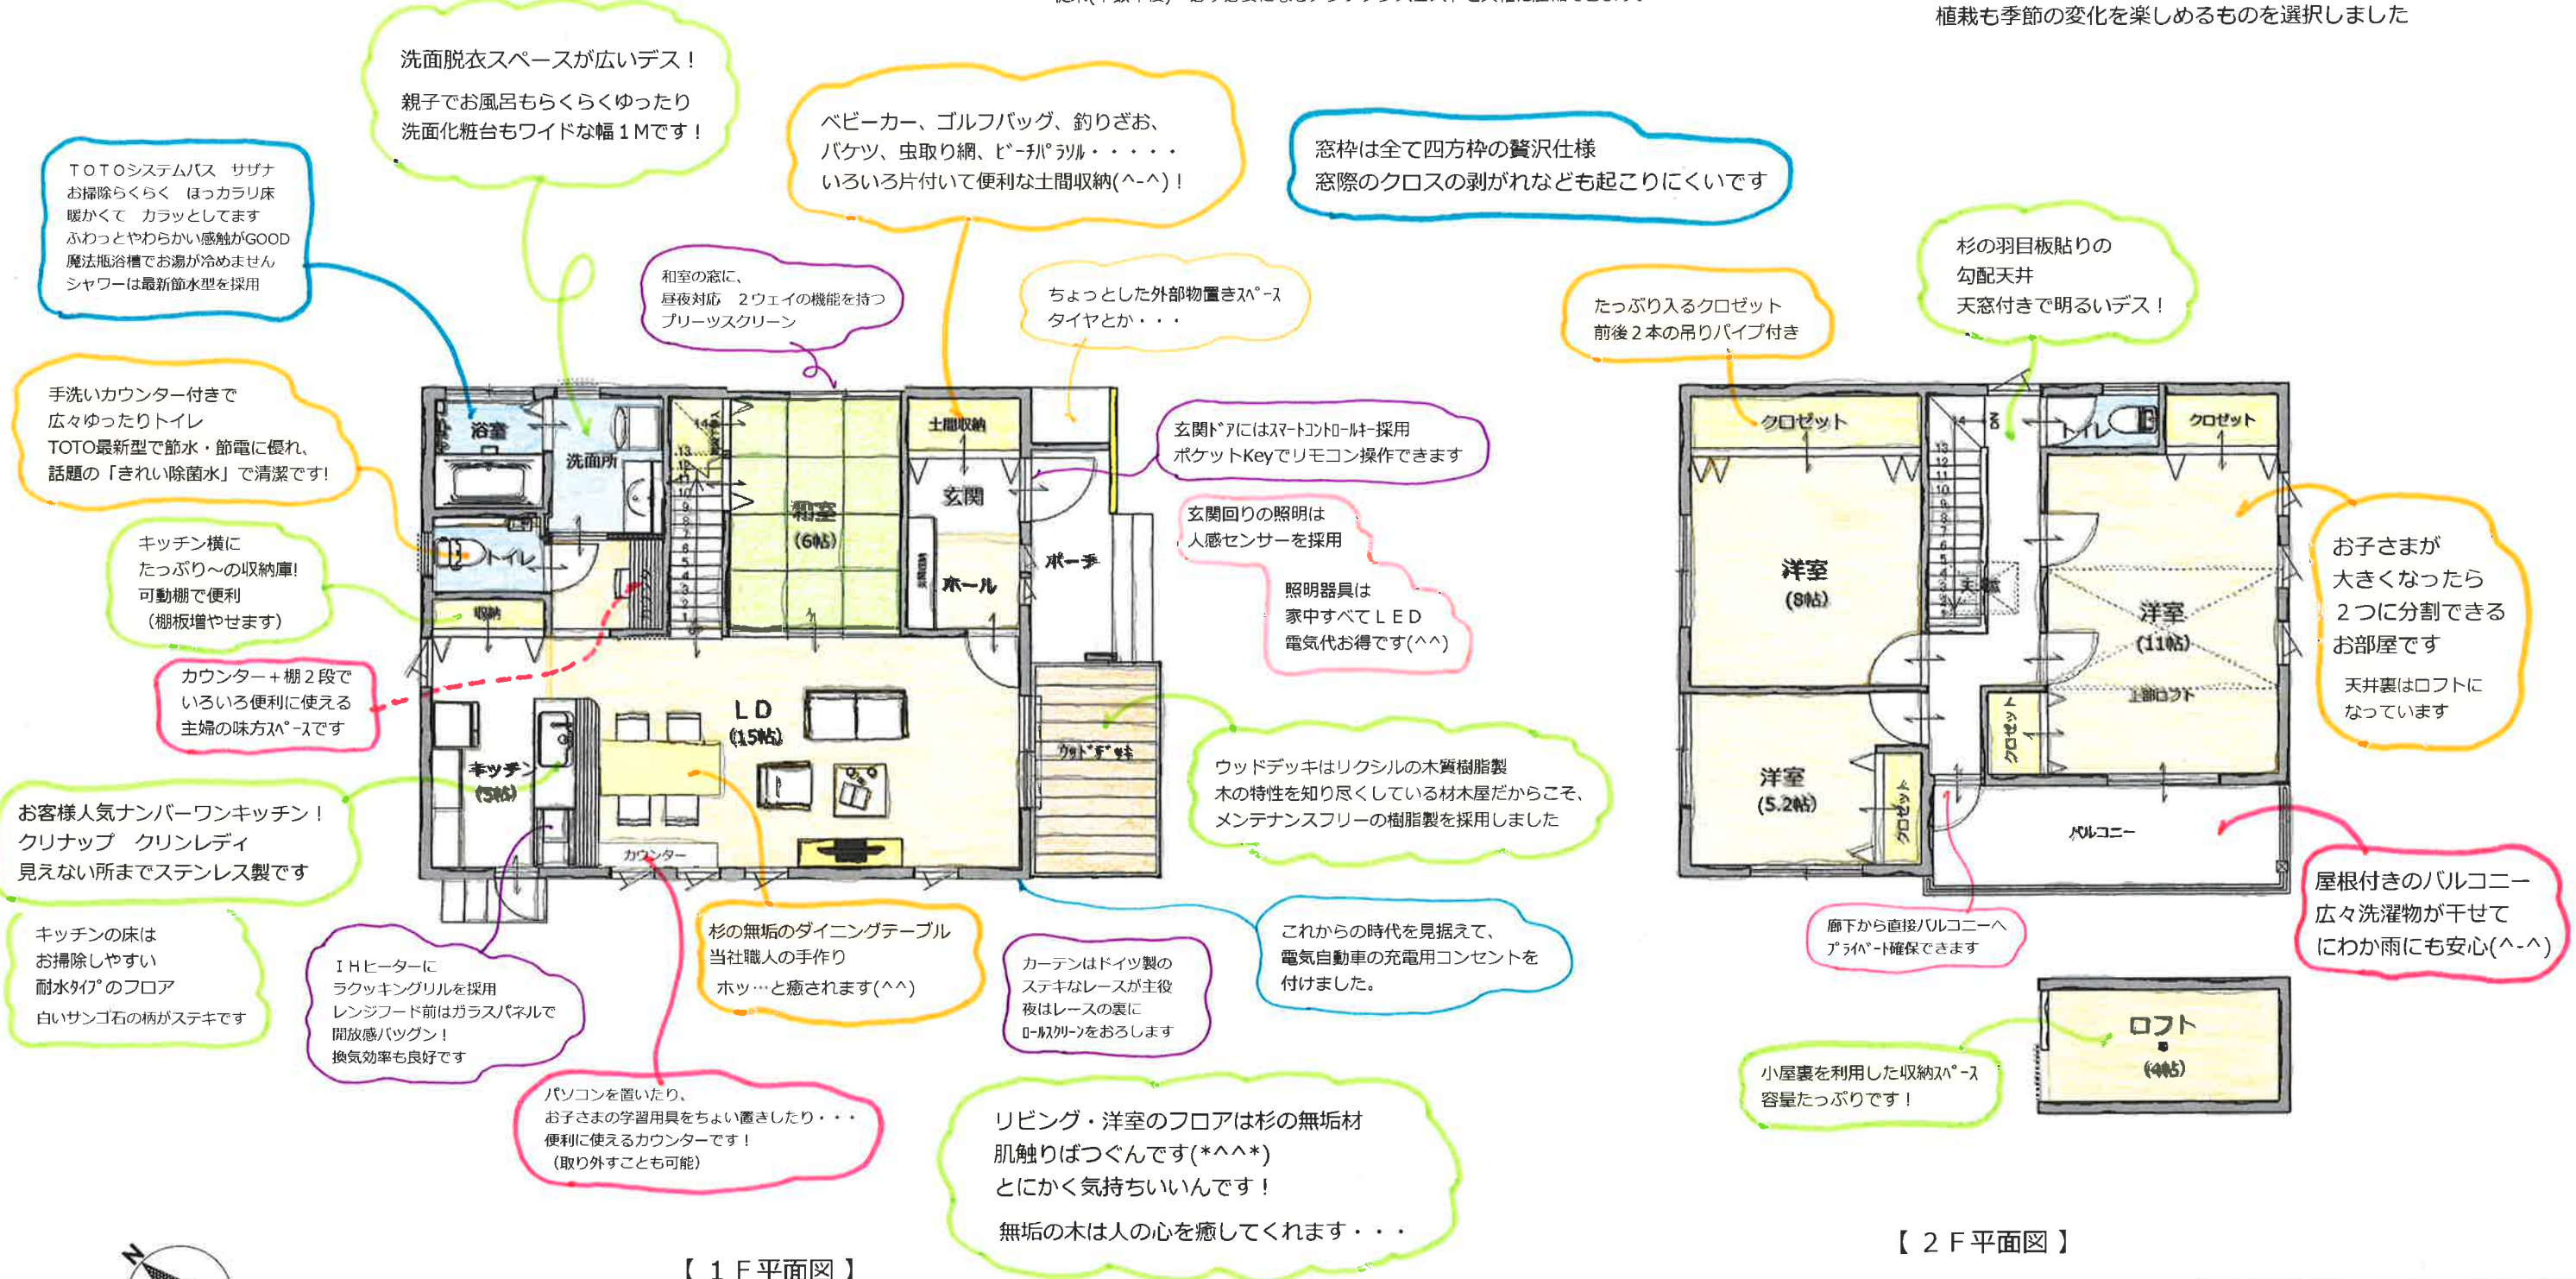 植栽も季節の変化を楽しめるものを選択しました
洗面脱衣スペースが広いデス！
親子でお風呂もらくらくゆったり
洗面化粧台もワイドな幅１Mです！
ベビーカー、ゴルフバッグ、釣りざお、
バケツ、虫取り網、ﾋﾞｰﾁﾊﾟﾗｿﾙ・・・・・
いろいろ片付いて便利な土間収納(^-^)！
窓枠は全て四方枠の贅沢仕様
窓際のクロスの剥がれなども起こりにくいです
ＴＯＴＯシステムバス　サザナ
お掃除らくらく　ほっカラリ床
暖かくて　カラッとしてます
ふわっとやわらかい感触がGOOD
魔法瓶浴槽でお湯が冷めません
シャワーは最新節水型を採用
和室の窓に、
昼夜対応　２ウェイの機能を持つ
プリーツスクリーン
ちょっとした外部物置きｽﾍﾟｰｽ
タイヤとか・・・
たっぷり入るクロゼット
前後２本の吊りパイプ付き
杉の羽目板貼りの
勾配天井
天窓付きで明るいデス！
手洗いカウンター付きで
広々ゆったりトイレ
TOTO最新型で節水・節電に優れ、
話題の「きれい除菌水」で清潔です!
玄関ﾄﾞｱにはｽﾏｰﾄｺﾝﾄﾛｰﾙｷｰ採用
ポケットKeyでリモコン操作できます
玄関回りの照明は
人感センサーを採用
照明器具は
家中すべてＬＥＤ
電気代お得です(^^)
キッチン横に
たっぷり～の収納庫!
可動棚で便利
（棚板増やせます）
カウンター＋棚２段で
いろいろ便利に使える
主婦の味方ｽﾍﾟｰｽです
浴室
洗面所
トイレ
収納
和室
(6帖)
土間収納
玄関
ホール
ポーチ
ＬＤ
(15帖)
キッチン
(5帖)
カウンター
ｳｯﾄﾞﾃﾞｯｷ
クロゼット
トイレ
クロゼット
洋室
(8帖)
洋室
(11帖)
上部ロフト
洋室
(5.2帖)
クロゼット
クロゼット
バルコニー
お子さまが
大きくなったら
２つに分割できる
お部屋です
天井裏はロフトに
なっています
お客様人気ナンバーワンキッチン！
クリナップ　クリンレディ
見えない所までステンレス製です
ウッドデッキはリクシルの木質樹脂製
木の特性を知り尽くしている材木屋だからこそ、
メンテナンスフリーの樹脂製を採用しました
キッチンの床は
お掃除しやすい
耐水ﾀｲﾌﾟのフロア
白いサンゴ石の柄がステキです
ＩＨヒーターに
ラクッキングリルを採用
レンジフード前はガラスパネルで
開放感バツグン！
換気効率も良好です
杉の無垢のダイニングテーブル
当社職人の手作り
ホッ…と癒されます(^^)
カーテンはドイツ製の
ステキなレースが主役
夜はレースの裏に
ﾛｰﾙｽｸﾘｰﾝをおろします
これからの時代を見据えて、
電気自動車の充電用コンセントを
付けました。
廊下から直接バルコニーへ
ﾌﾟﾗｲﾍﾞｰﾄ確保できます
屋根付きのバルコニー
広々洗濯物が干せて
にわか雨にも安心(^-^)
パソコンを置いたり、
お子さまの学習用具をちょい置きしたり・・・
便利に使えるカウンターです！
（取り外すことも可能）
リビング・洋室のフロアは杉の無垢材
肌触りばつぐんです(*^^*)
とにかく気持ちいいんです！
無垢の木は人の心を癒してくれます・・・
小屋裏を利用した収納ｽﾍﾟｰｽ
容量たっぷりです！
ロフト
(4帖)
N
【 １Ｆ平面図 】
【 ２Ｆ平面図 】